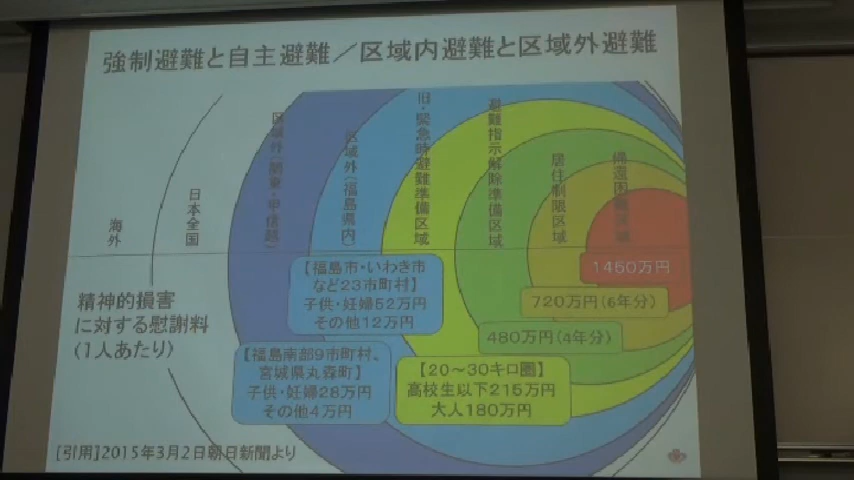 強制避難と自主避難／区域内避難と区域外避難
海外
日本全国
区域外(関東・甲信越)
区域外(福島県内)
旧・緊急時避難準備区域
避難指示解除準備区域
居住制限区域
帰還困難区域
1450万円
720万円(6年分)
480万円(4年分)
【福島市・いわき市
など23市町村】
子供・妊婦52万円
その他12万円
精神的損害
に対する慰謝料
(1人あたり)
【福島南部9市町村、
宮城県丸森町】
子供・妊婦28万円
その他4万円
【20～30キロ圏】
高校生以下215万円
大人180万円
[引用]2015年3月2日朝日新聞より